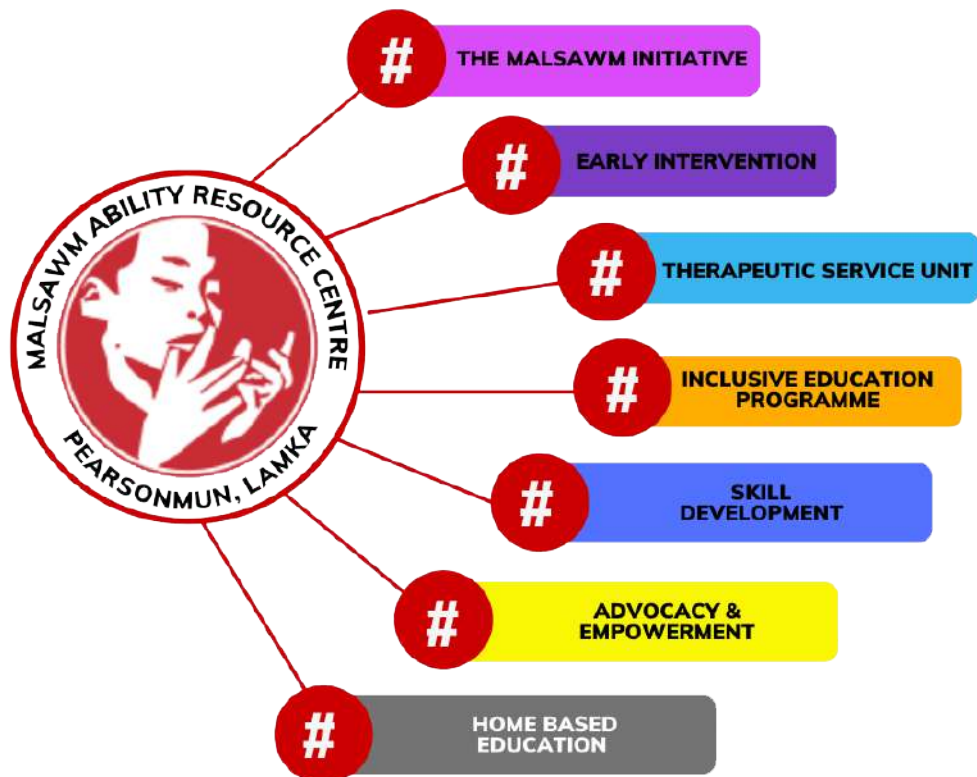 #
THE MALSAWM INITIATIVE
#
EARLY INTERVENTION
#
THERAPEUTIC SERVICE UNIT
#
INCLUSIVE EDUCATION
PROGRAMME
#
SKILL
DEVELOPMENT
#
ADVOCACY &
EMPOWERMENT
#
HOME BASED
EDUCATION
MALSAWM ABILITY RESOURCE CENTRE
PEARSONMUN, LAMKA